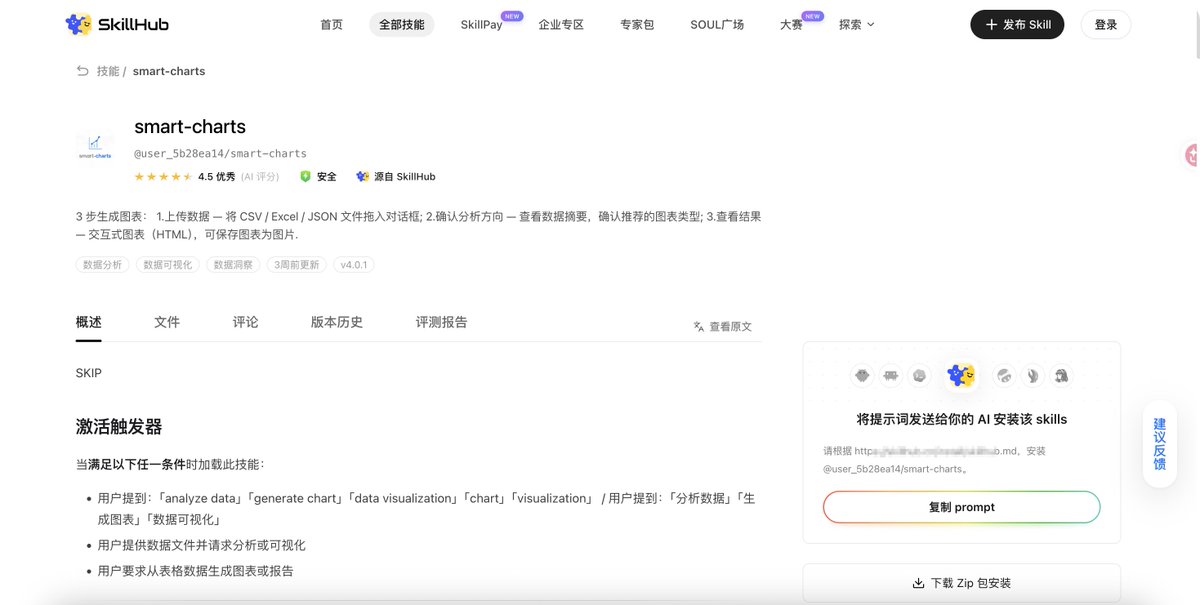 SkillHub
首页
全部技能
SkillPay
NEW
企业专区
专家包
SOUL广场
大赛
NEW
探索
发布 Skill
登录
技能 / smart-charts
smart-charts
smart-charts
@user_5b28ea14/smart-charts
4.5 优秀 (AI 评分)
安全
源自 SkillHub
3 步生成图表： 1.上传数据 — 将 CSV / Excel / JSON 文件拖入对话框; 2.确认分析方向 — 查看数据摘要，确认推荐的图表类型; 3.查看结果
— 交互式图表（HTML)，可保存图表为图片.
数据分析
数据可视化
数据洞察
3周前更新
v4.0.1
概述
文件
评论
版本历史
评测报告
查看原文
SKIP
激活触发器
当满足以下任一条件时加载此技能：
用户提到：「analyze data」「generate chart」「data visualization」「chart」「visualization」 / 用户提到：「分析数据」「生
成图表」「数据可视化」
用户提供数据文件并请求分析或可视化
用户要求从表格数据生成图表或报告
将提示词发送给你的 AI 安装该 skills
请根据 http b.md，安装
@user_5b28ea14/smart-charts。
复制 prompt
下载 Zip 包安装
建议反馈